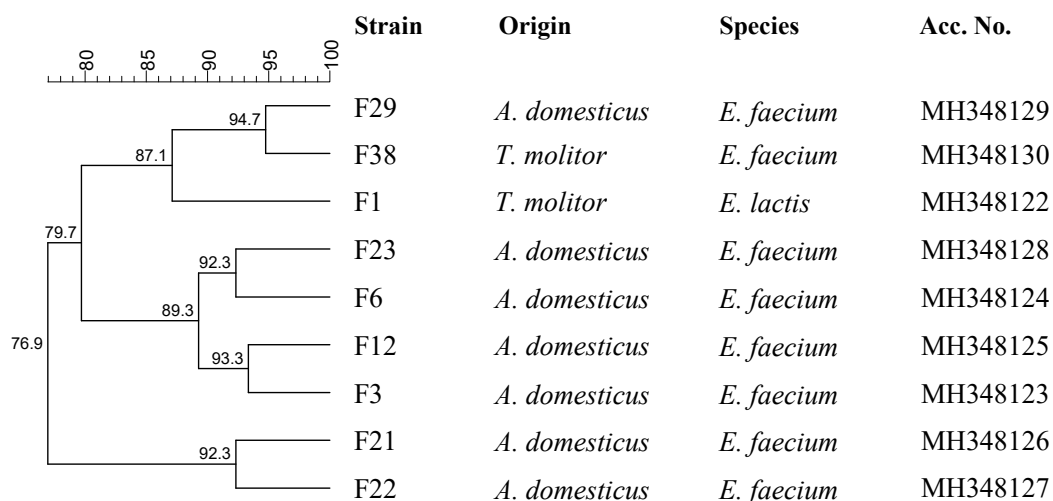 Strain Origin Species Acc. No.
80 85 90 95 100
F29 A. domesticus E. faecium MH348129
94.7
F38 T. molitor E. faecium MH348130
87.1
F1 T. molitor E. lactis MH348122
79.7
F23 A. domesticus E. faecium MH348128
92.3
F6 A. domesticus E. faecium MH348124
89.3
76.9
F12 A. domesticus E. faecium MH348125
93.3
F3 A. domesticus E. faecium MH348123
F21 A. domesticus E. faecium MH348126
92.3
F22 A. domesticus E. faecium MH348127